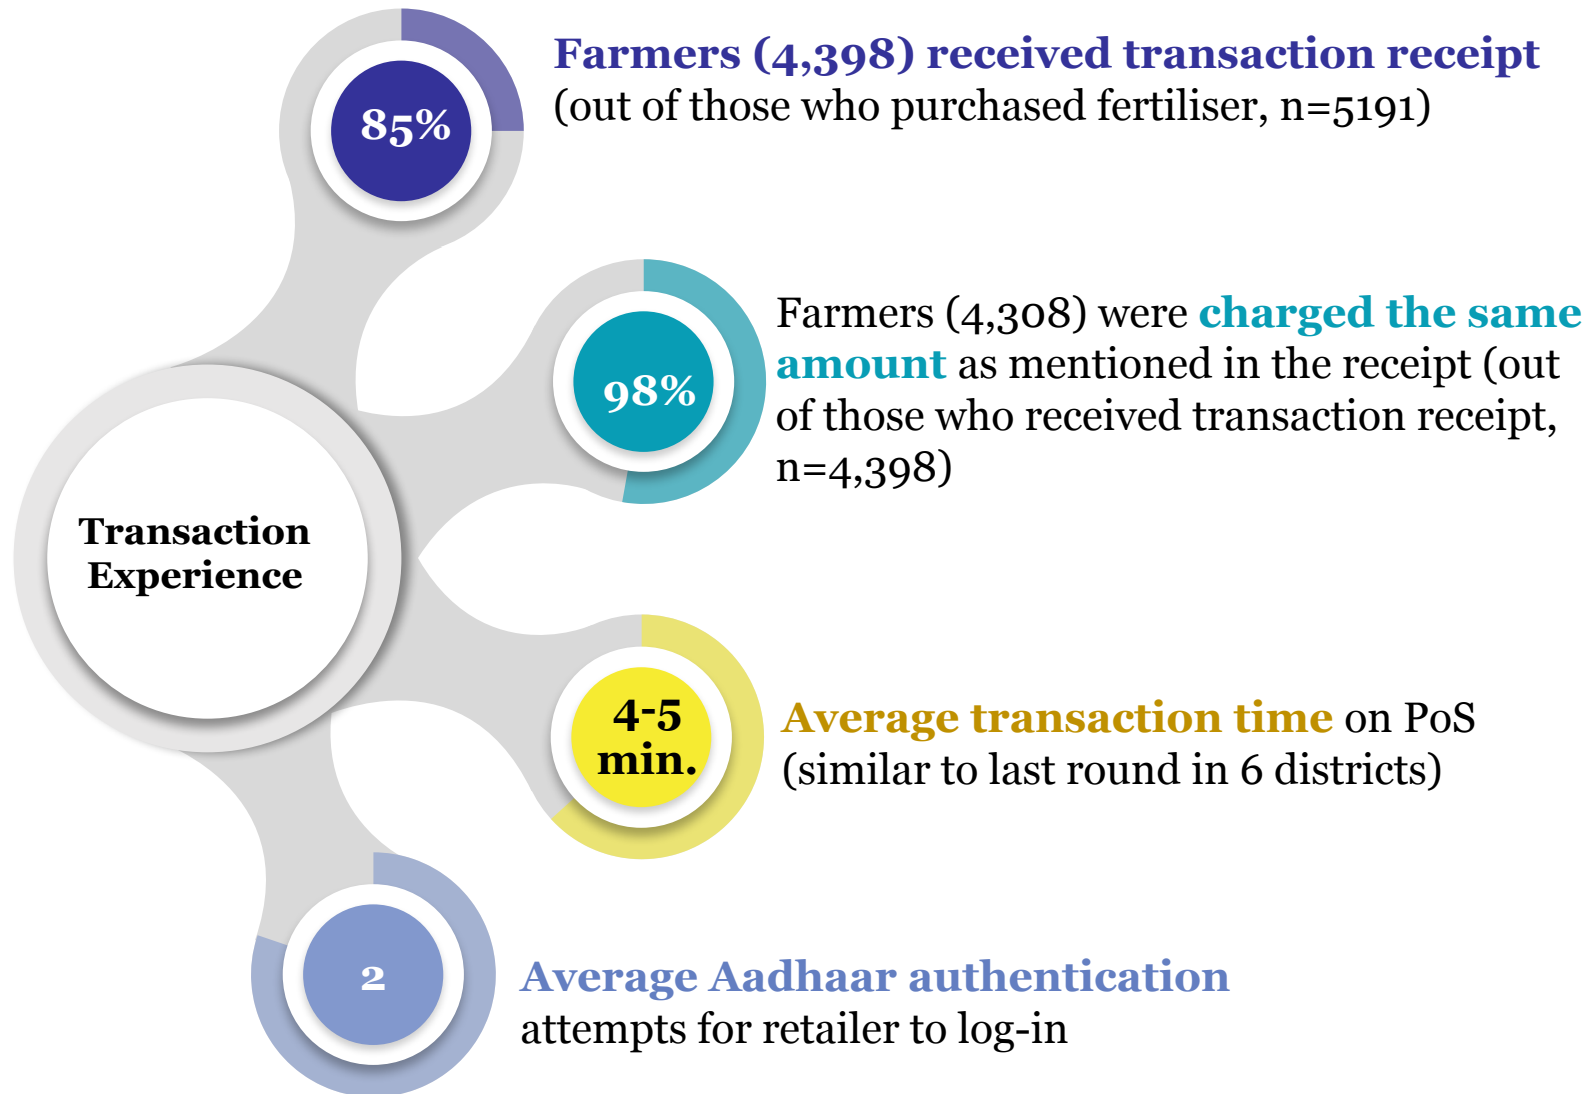 Farmers (4,398) received transaction receipt
(out of those who purchased fertiliser, n=5191)
85%
Farmers (4,308) were charged the same
amount as mentioned in the receipt (out
of those who received transaction receipt,
n=4,398)
98%
Transaction
Experience
4-5
min.
Average transaction time on PoS
(similar to last round in 6 districts)
2
Average Aadhaar authentication
attempts for retailer to log-in